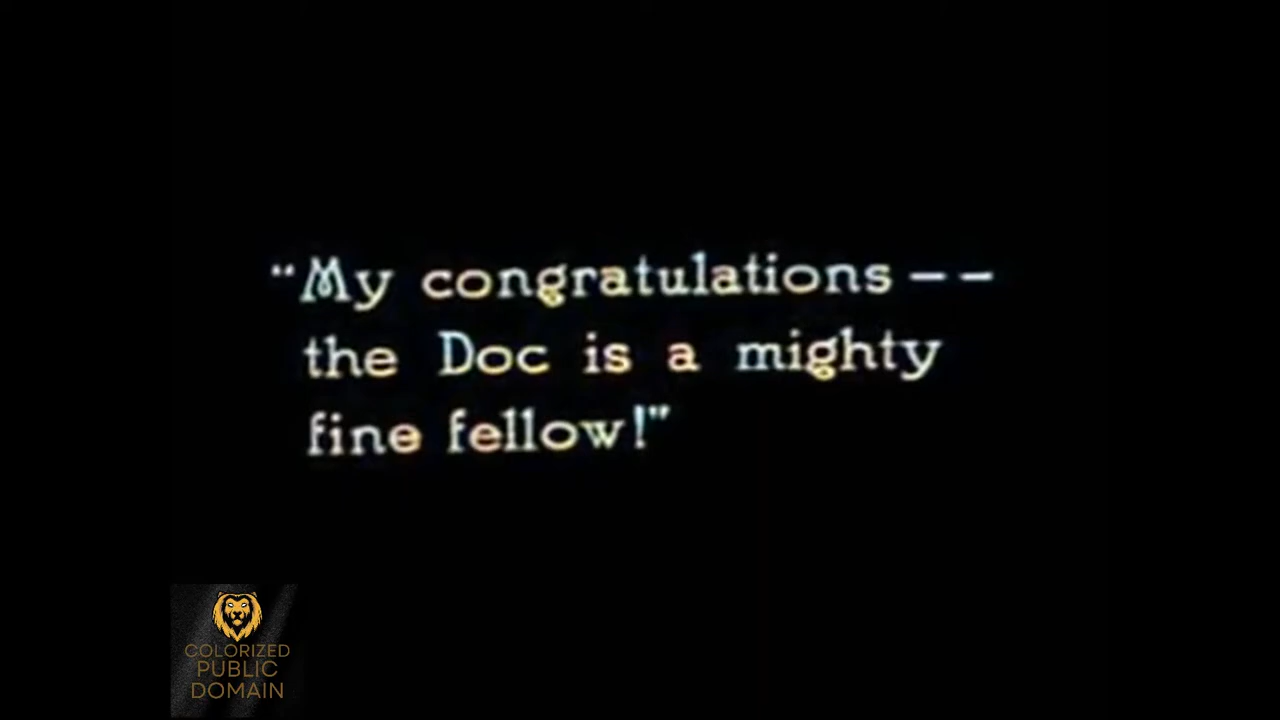 “My congratulations – –
the Doc is a mighty
fine fellow!”
COLORIZED
PUBLIC
DOMAIN